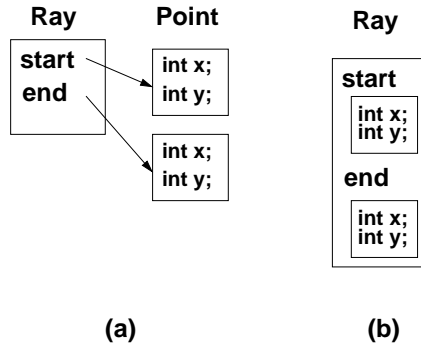 Ray
start
end
Point
int x;
int y;
int x;
int y;
(a)
Ray
start
int x;
int y;
end
int x;
int y;
(b)